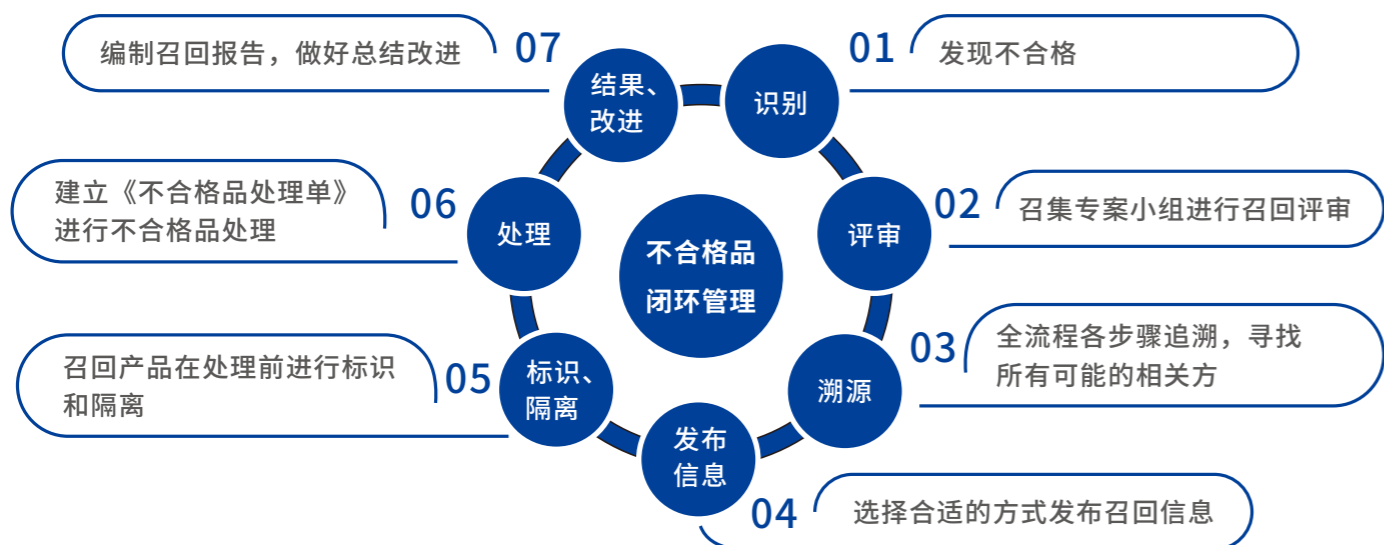 不合格品
闭环管理
01
识别
发现不合格
02
评审
召集专案小组进行召回评审
03
溯源
全流程各步骤追溯，寻找
所有可能的相关方
04
发布
信息
选择合适的方式发布召回信息
05
标识、
隔离
召回产品在处理前进行标识
和隔离
06
处理
建立《不合格品处理单》
进行不合格品处理
07
结果、
改进
编制召回报告，做好总结改进